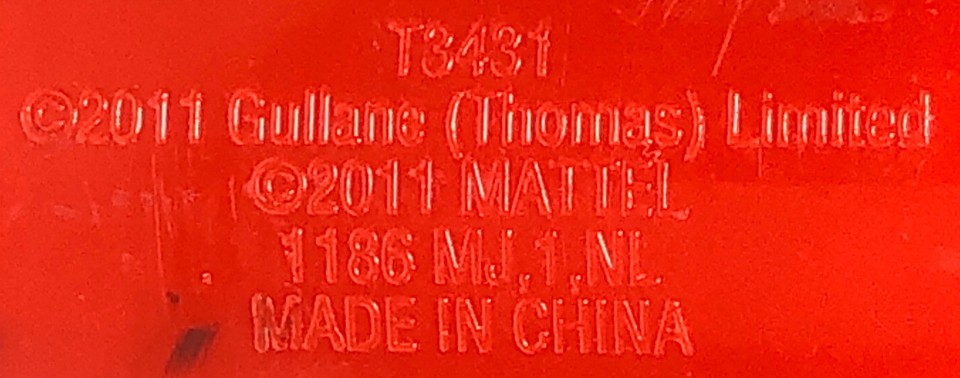 T3431
©2011 Gullane (Thomas) Limited
©2011 MATTEL
1186 MJ,1,NL
MADE IN CHINA